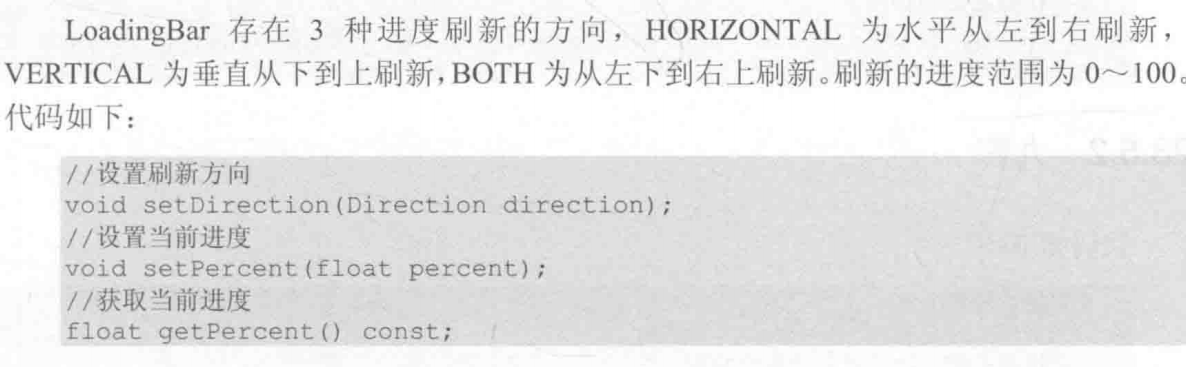 LoadingBar 存在 3 种进度刷新的方向，HORIZONTAL 为水平从左到右刷新，
VERTICAL 为垂直从下到上刷新，BOTH 为从左下到右上刷新。刷新的进度范围为 0～100。
代码如下：
//设置刷新方向
void setDirection(Direction direction);
//设置当前进度
void setPercent(float percent);
//获取当前进度
float getPercent() const;